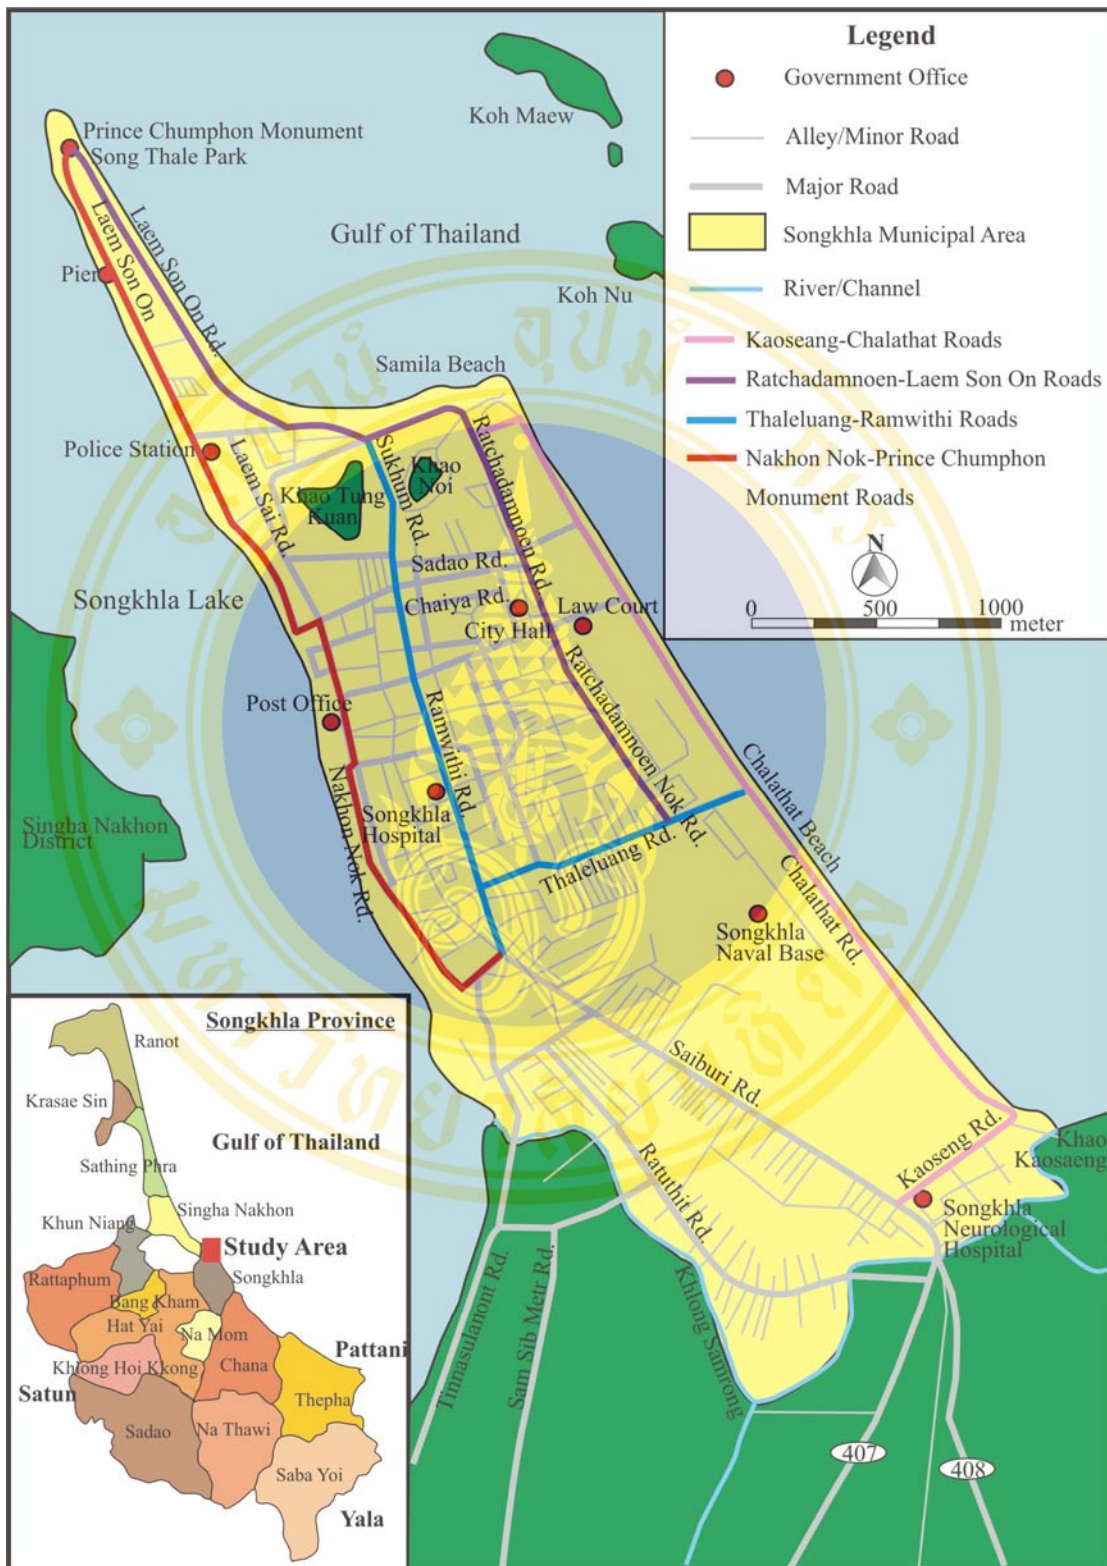 Legend
Government Office
Alley/Minor Road
Major Road
Songkhla Municipal Area
River/Channel
Kaoseang-Chalathat Roads
Ratchadamnoen-Laem Son On Roads
Thaleluang-Ramwithi Roads
Nakhon Nok-Prince Chumphon
Monument Roads
N
0 500 1000
meter
Koh Maew
Prince Chumphon Monument
Song Thale Park
Laem Son On
Laem Son On Rd.
Gulf of Thailand
Pier
Koh Nu
Samila Beach
Police Station
Laem Sai Rd.
Khao Tung
Kuan
Sukhum Rd.
Khao
Noi
Ratchadamnoen Rd.
Sadao Rd.
Chaiya Rd.
City Hall
Law Court
Songkhla Lake
Ratchadamnoen Nok Rd.
Post Office
Ramwithi Rd.
Nakhon Nok Rd.
Songkhla
Hospital
Thaleluang Rd.
Chalathat Beach
Chalathat Rd.
Singha Nakhon
District
Songkhla
Naval Base
Saiburi Rd.
Kaoseng Rd.
Khao
Kaosaeng
Ratuthit Rd.
Songkhla
Neurological
Hospital
Tinnasulanont Rd.
Sam Sib Metr Rd.
Khlong Samrong
407
408
Songkhla Province
Ranot
Krasae Sin
Gulf of Thailand
Sathing Phra
Singha Nakhon
Khun Niang
Study Area
Rattaphum
Songkhla
Bang Kham
Hat Yai
Na Mom
Pattani
Khlong Hoi Kkong
Chana
Satun
Thepha
Sadao
Na Thawi
Saba Yoi
Yala